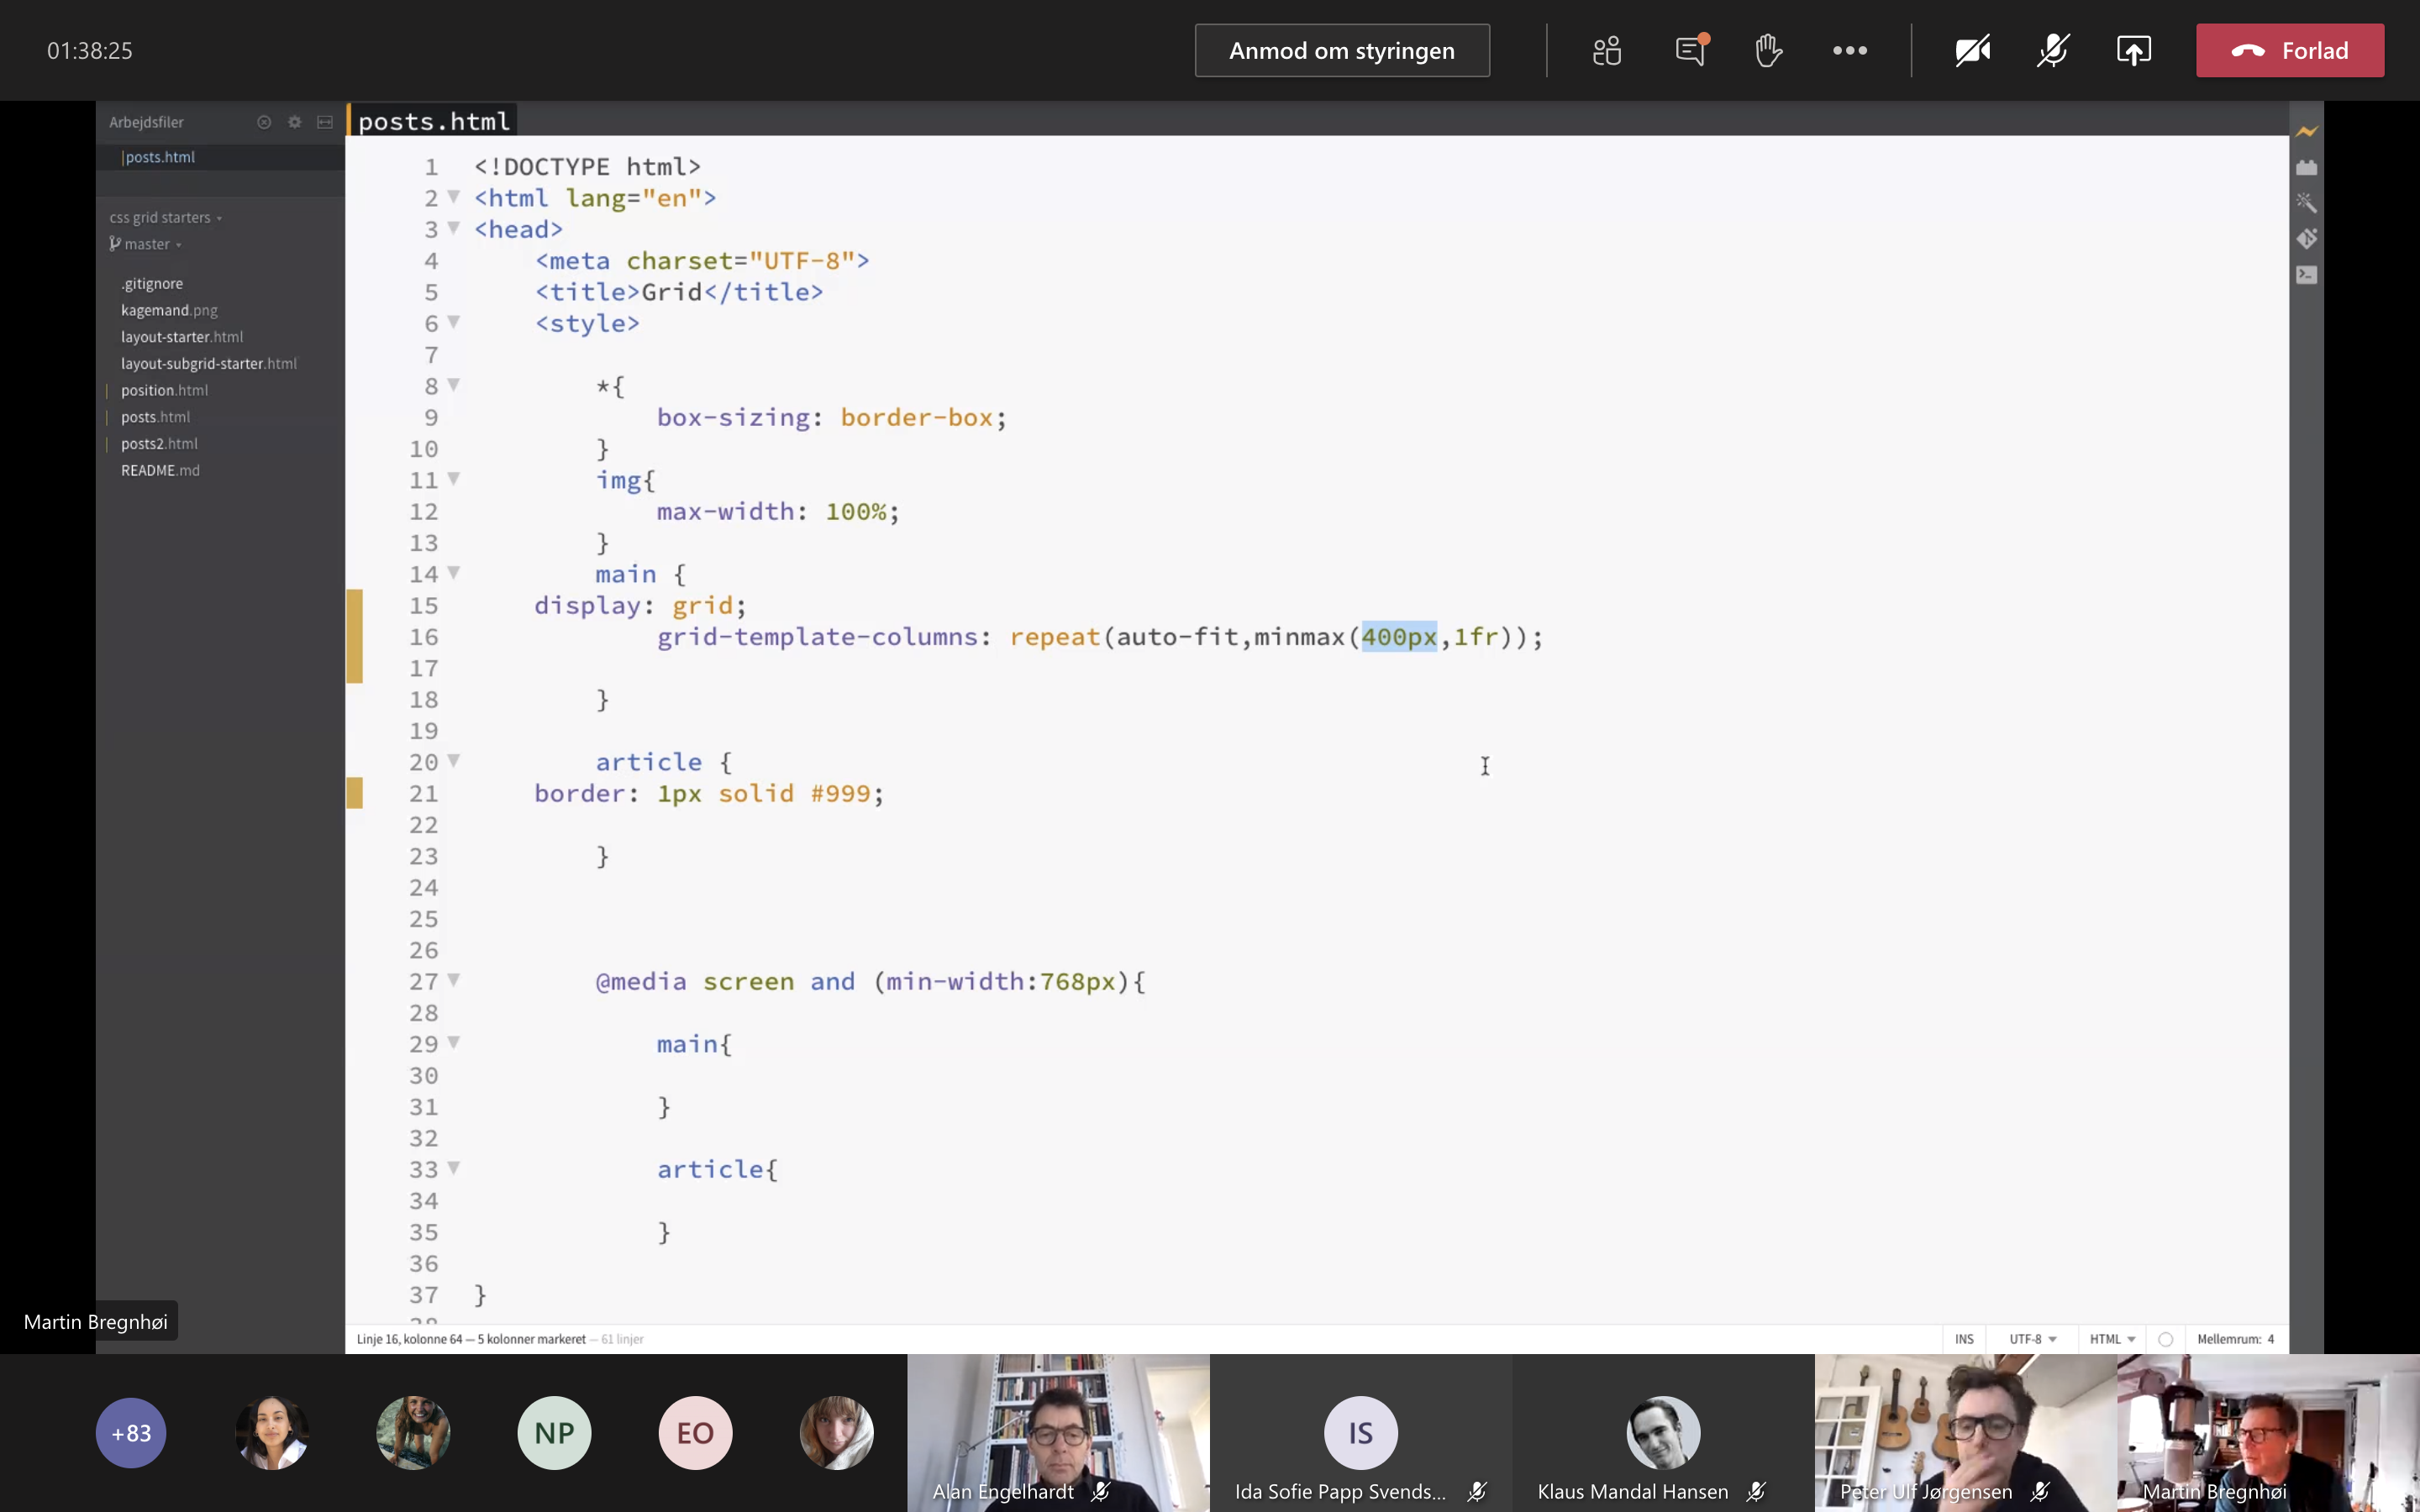 01:38:25
Anmod om styringen
Forlad
Arbejdsfiler
posts.html
css grid starters
master
.gitignore
kagemand.png
layout-starter.html
layout-subgrid-starter.html
position.html
posts.html
posts2.html
README.md
posts.html
1 <!DOCTYPE html>
2 <html lang="en">
3 <head>
4 <meta charset="UTF-8">
5 <title>Grid</title>
6 <style>
7
8 *{
9 box-sizing: border-box;
10 }
11 img{
12 max-width: 100%;
13 }
14 main {
15 display: grid;
16 grid-template-columns: repeat(auto-fit,minmax(400px,1fr));
17
18 }
19
20 article {
21 border: 1px solid #999;
22
23 }
24
25
26
27 @media screen and (min-width:768px){
28
29 main{
30
31 }
32
33 article{
34
35 }
36
37 }
Martin Bregnhøi
Linje 16, kolonne 64 — 5 kolonner markeret — 61 linjer
INS UTF-8 HTML Mellemrum: 4
+83
NP
EO
IS
Alan Engelhardt
Ida Sofie Papp Svends...
Klaus Mandal Hansen
Peter Ulf Jørgensen
Martin Bregnhøi